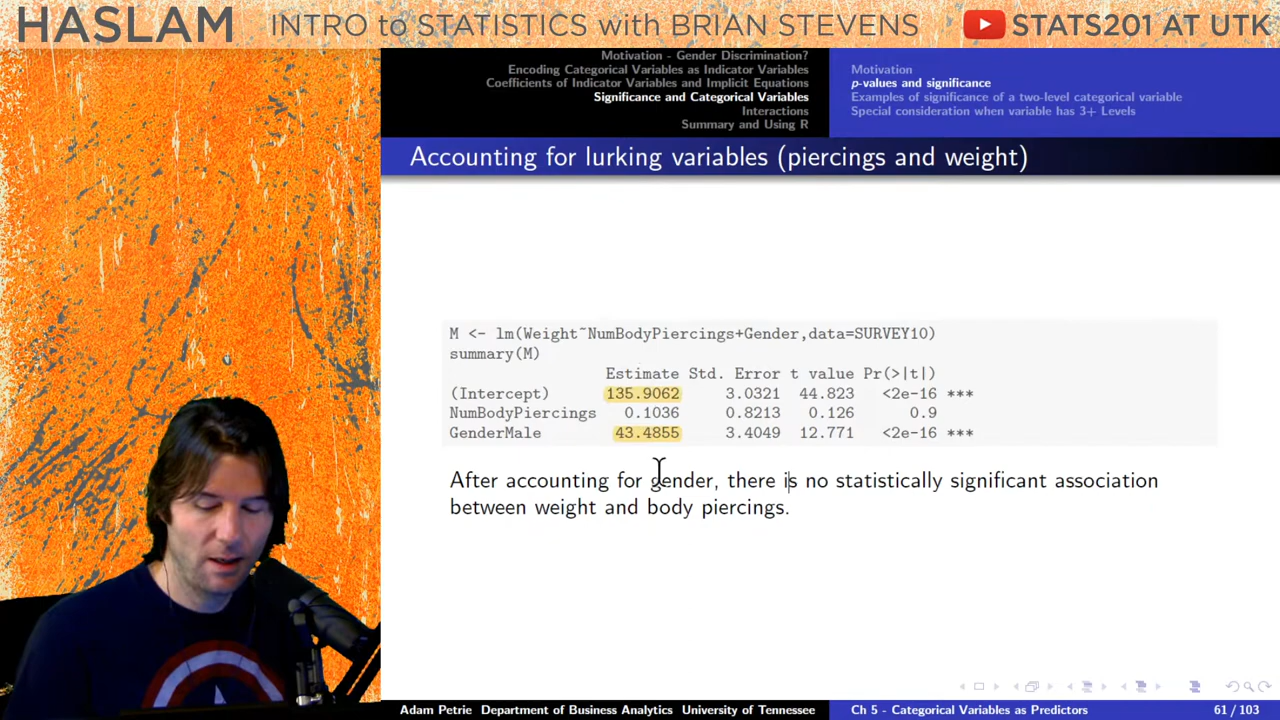 HASLAM INTRO to STATISTICS with BRIAN STEVENS STATS201 AT UTK
Motivation - Gender Discrimination?
Encoding Categorical Variables as Indicator Variables
Coefficients of Indicator Variables and Implicit Equations
Significance and Categorical Variables
Interactions
Summary and Using R
Motivation
p-values and significance
Examples of significance of a two-level categorical variable
Special consideration when variable has 3+ Levels
Accounting for lurking variables (piercings and weight)
M <- lm(Weight~NumBodyPiercings+Gender,data=SURVEY10)
summary(M)
Estimate Std. Error t value Pr(>|t|)
(Intercept) 135.9062 3.0321 44.823 <2e-16 ***
NumBodyPiercings 0.1036 0.8213 0.126 0.9
GenderMale 43.4855 3.4049 12.771 <2e-16 ***
After accounting for gender, there is no statistically significant association
between weight and body piercings.
Adam Petrie Department of Business Analytics University of Tennessee Ch 5 - Categorical Variables as Predictors 61 / 103